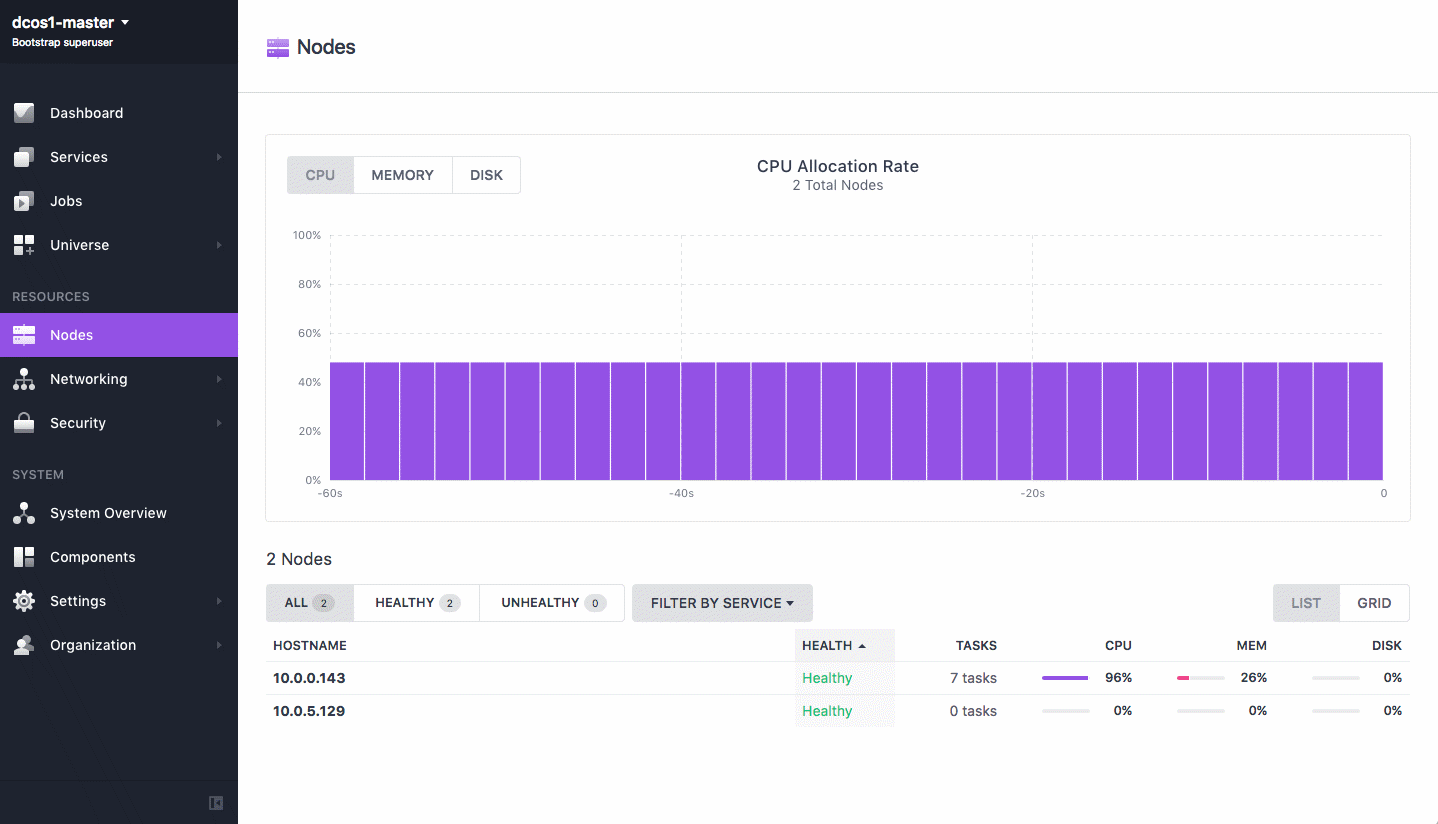 dcos1-master
Bootstrap superuser
Dashboard
Services
Jobs
Universe
RESOURCES
Nodes
Networking
Security
SYSTEM
System Overview
Components
Settings
Organization
Nodes
CPU MEMORY DISK
CPU Allocation Rate
2 Total Nodes
100%
80%
60%
40%
20%
0%
-60s -40s -20s 0
2 Nodes
ALL 2 HEALTHY 2 UNHEALTHY 0 FILTER BY SERVICE LIST GRID
HOSTNAME HEALTH TASKS CPU MEM DISK
10.0.0.143 Healthy 7 tasks 96% 26% 0%
10.0.5.129 Healthy 0 tasks 0% 0% 0%